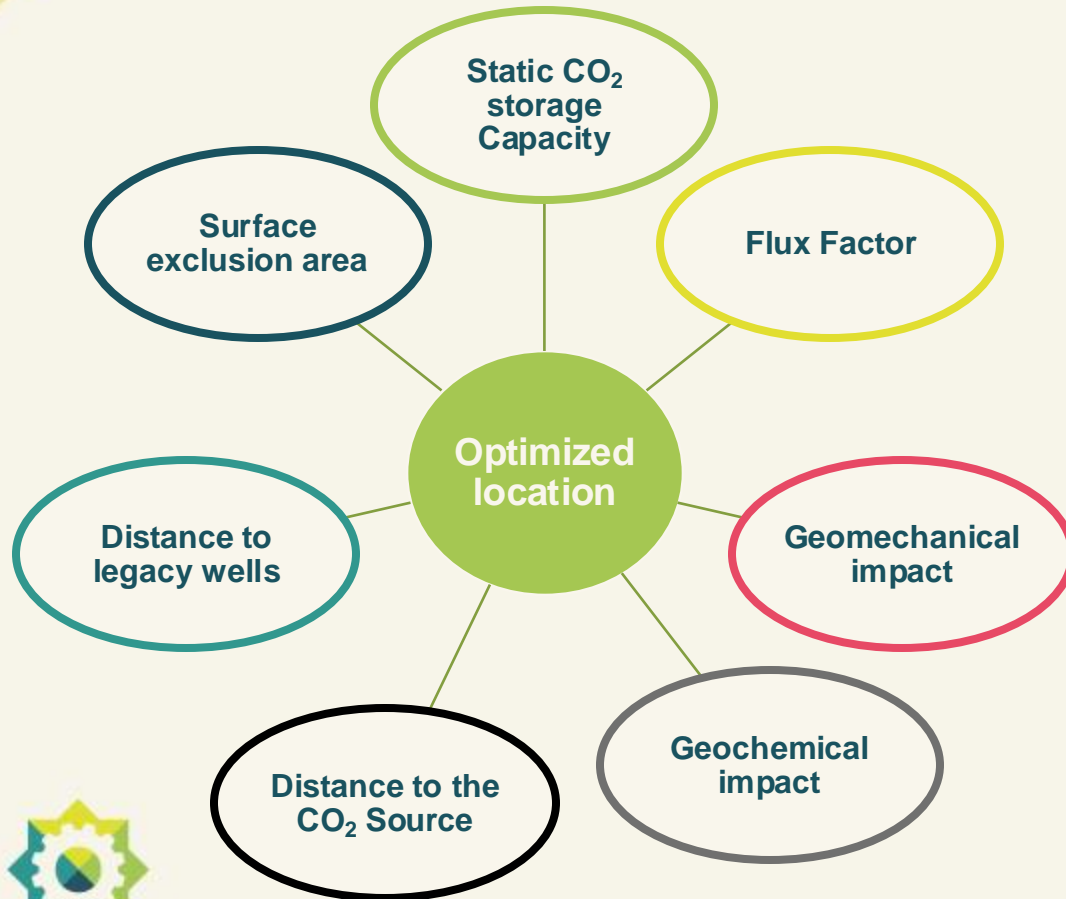 Static CO₂
storage
Capacity
Surface
exclusion area
Flux Factor
Optimized
location
Distance to
legacy wells
Geomechanical
impact
Geochemical
impact
Distance to the
CO₂ Source